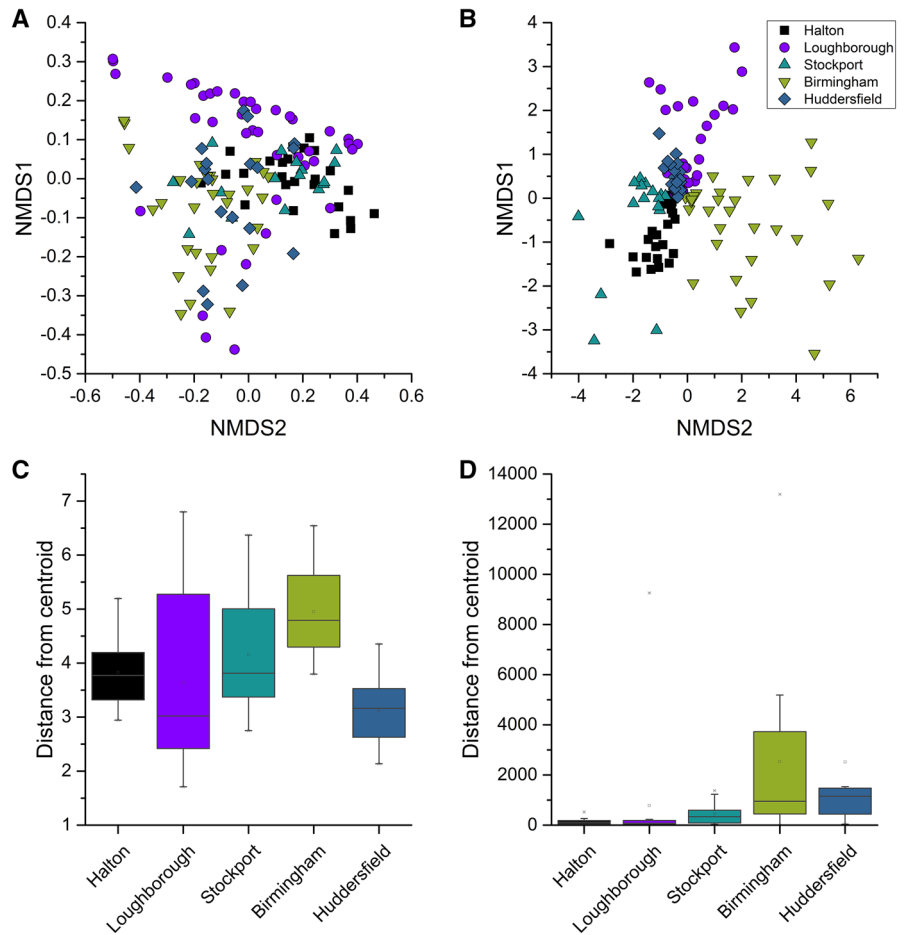 A
0.4
0.3
0.2
0.1
0.0
-0.1
-0.2
-0.3
-0.4
-0.5
NMDS1
-0.6
-0.4
-0.2
0.0
0.2
0.4
0.6
NMDS2
B
4
3
2
1
0
-1
-2
-3
-4
NMDS1
-4
-2
0
2
4
6
NMDS2
Halton
Loughborough
Stockport
Birmingham
Huddersfield
C
7
6
5
4
3
2
1
Distance from centroid
Halton
Loughborough
Stockport
Birmingham
Huddersfield
D
14000
12000
10000
8000
6000
4000
2000
0
Distance from centroid
Halton
Loughborough
Stockport
Birmingham
Huddersfield